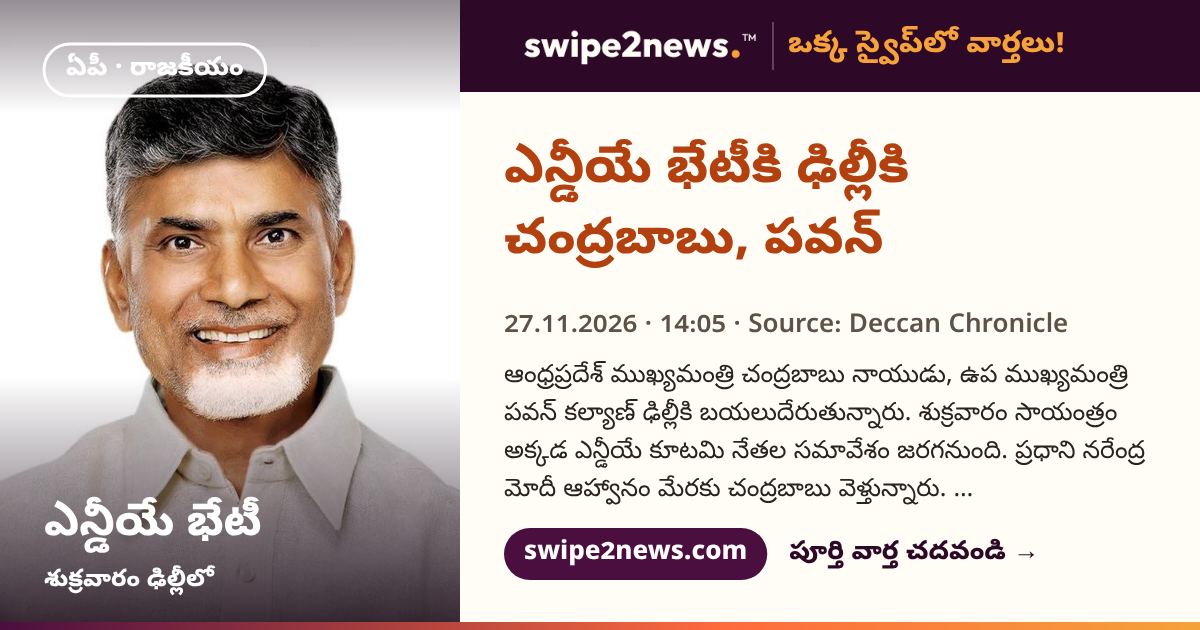 ఏపీ · రాజకీయం
ఎన్డీయే భేటీ
శుక్రవారం ఢిల్లీలో
swipe2news.™ ఒక్క స్వైప్‌లో వార్తలు!
ఎన్డీయే భేటీకి ఢిల్లీకి
చంద్రబాబు, పవన్
27.11.2026 · 14:05 · Source: Deccan Chronicle
ఆంధ్రప్రదేశ్ ముఖ్యమంత్రి చంద్రబాబు నాయుడు, ఉప ముఖ్యమంత్రి
పవన్ కల్యాణ్ ఢిల్లీకి బయలుదేరుతున్నారు. శుక్రవారం సాయంత్రం
అక్కడ ఎన్డీయే కూటమి నేతల సమావేశం జరగనుంది. ప్రధాని నరేంద్ర
మోదీ ఆహ్వానం మేరకు చంద్రబాబు వెళ్తున్నారు. ...
swipe2news.com పూర్తి వార్త చదవండి →